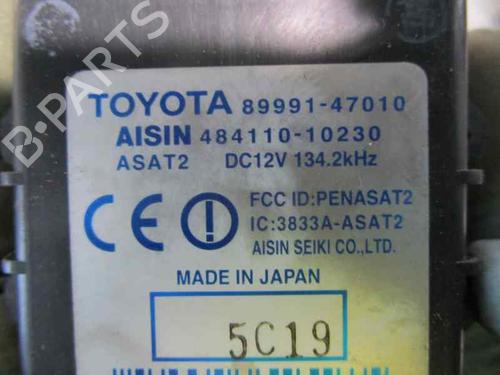 TOYOTA 89991-47010
AISIN 484110-10230
ASAT2 DC12V 134.2kHz
FCC ID:PENASAT2
IC:3833A-ASAT2
AISIN SEIKI CO.,LTD.
MADE IN JAPAN
5C19
B-PARTS